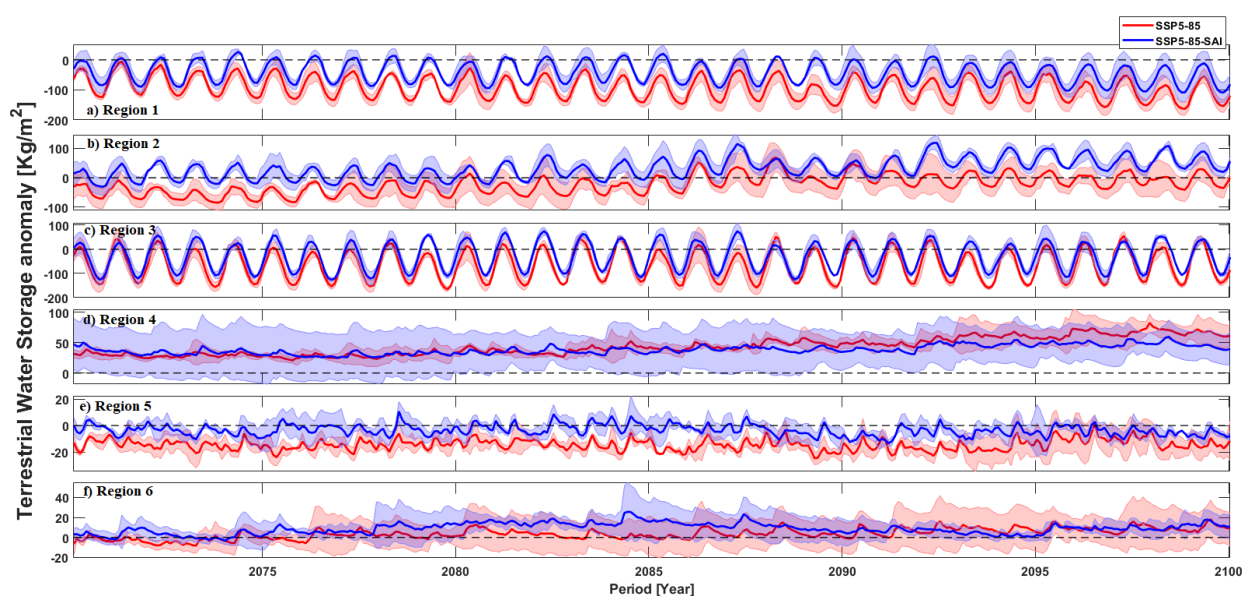 SSP5-85
SSP5-85-SAI
Terrestrial Water Storage anomaly [Kg/m²]
0
-100
-200
a) Region 1
100
0
-100
b) Region 2
100
0
-100
-200
c) Region 3
100
50
0
d) Region 4
20
0
-20
e) Region 5
40
20
0
-20
f) Region 6
2075
2080
2085
2090
2095
2100
Period [Year]